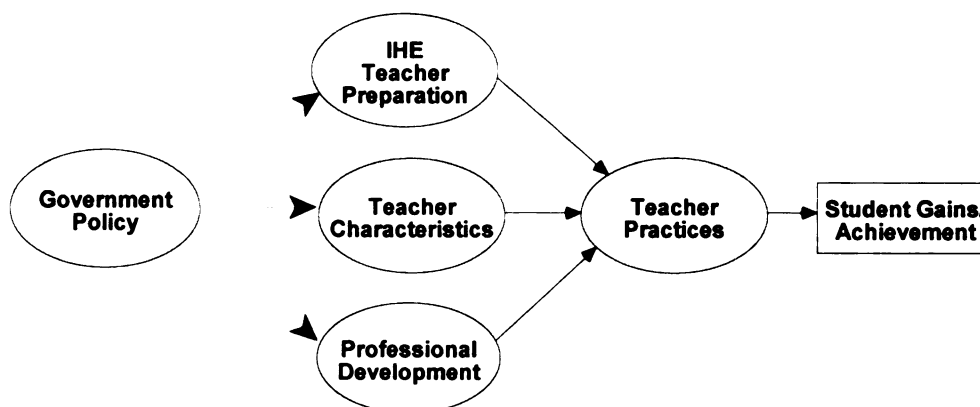 IHE
Teacher
Preparation
Government
Policy
Teacher
Characteristics
Teacher
Practices
Student Gains
Achievement
Professional
Development